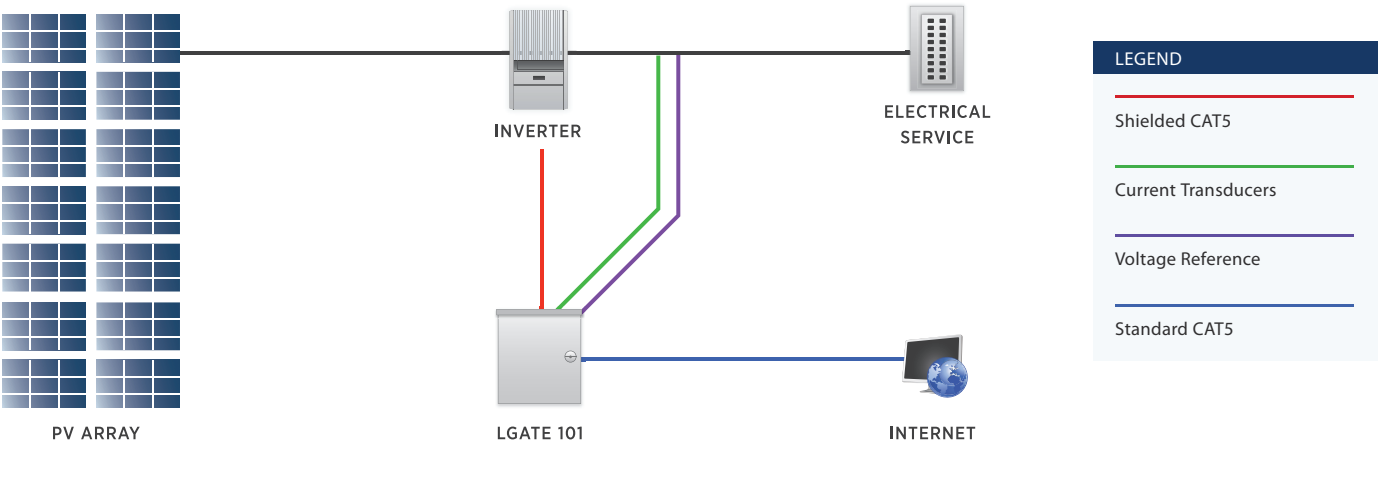 INVERTER
ELECTRICAL
SERVICE
PV ARRAY
LGATE 101
INTERNET
LEGEND
Shielded CAT5
Current Transducers
Voltage Reference
Standard CAT5